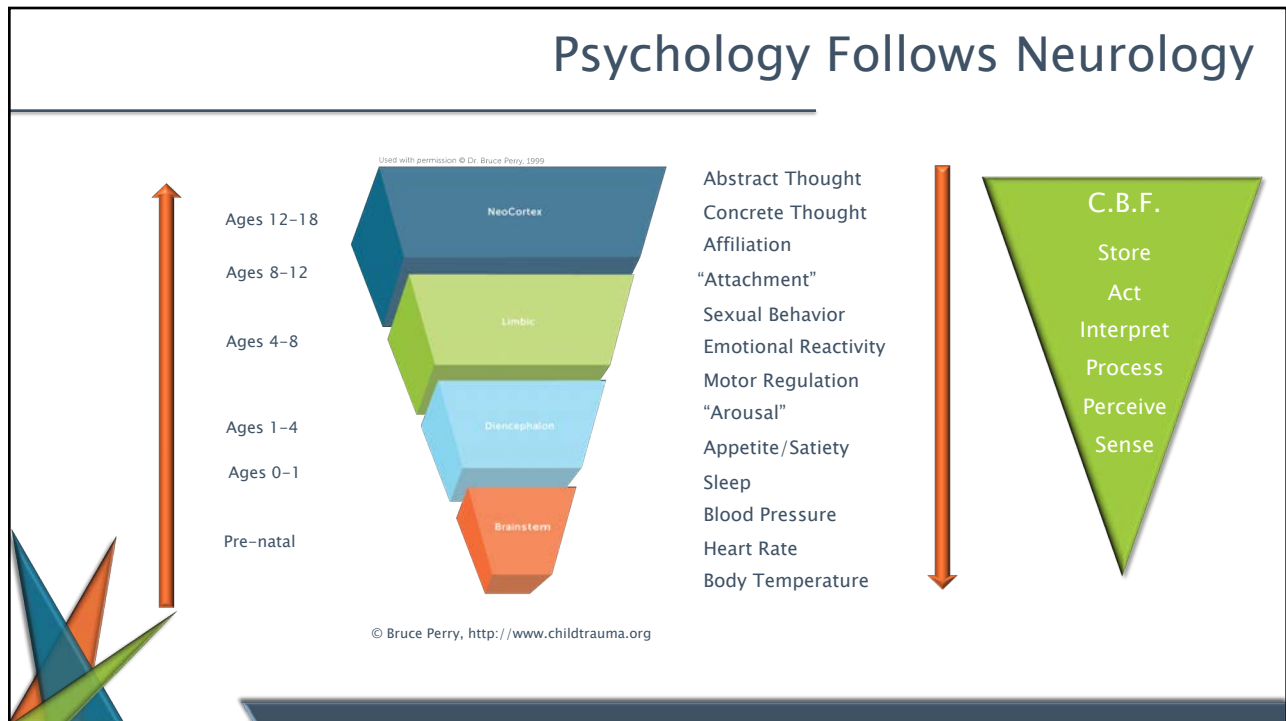 Psychology Follows Neurology
Used with permission © Dr. Bruce Perry, 1999
Ages 12-18
Ages 8-12
Ages 4-8
Ages 1-4
Ages 0-1
Pre-natal
NeoCortex
Limbic
Diencephalon
Brainstem
Abstract Thought
Concrete Thought
Affiliation
“Attachment”
Sexual Behavior
Emotional Reactivity
Motor Regulation
“Arousal”
Appetite/Satiety
Sleep
Blood Pressure
Heart Rate
Body Temperature
C.B.F.
Store
Act
Interpret
Process
Perceive
Sense
© Bruce Perry, http://www.childtrauma.org